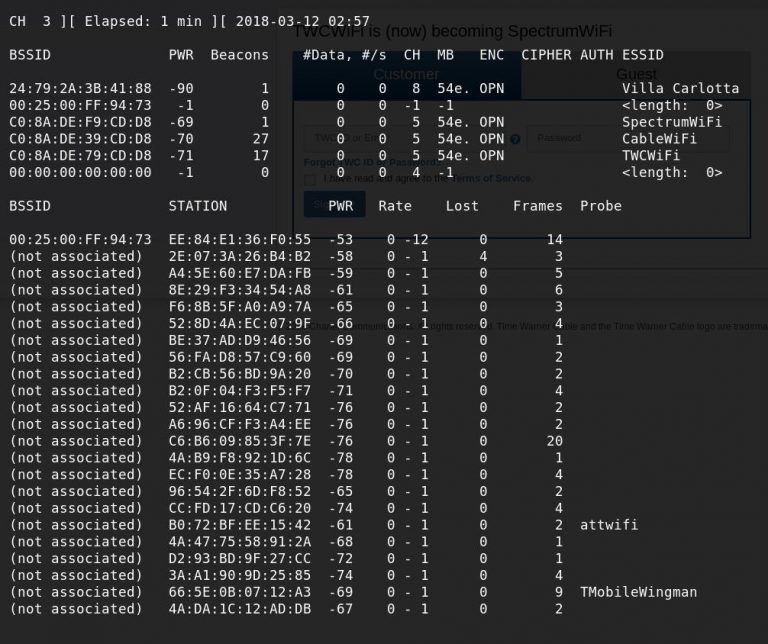 CH  3 ][ Elapsed: 1 min ][ 2018-03-12 02:57
TWCWiFi is (now) becoming SpectrumWiFi
BSSID              PWR  Beacons    #Data, #/s  CH  MB   ENC  CIPHER AUTH ESSID
Customer Guest
24:79:2A:3B:41:88  -90        1        0    0   8  54e. OPN              Villa Carlotta
00:25:00:FF:94:73   -1        0        0    0  -1  -1                    <length:  0>
C0:8A:DE:F9:CD:D8  -69        1        0    0   5  54e. OPN              SpectrumWiFi
C0:8A:DE:39:CD:D8  -70       27        0    0   5  54e. OPN              CableWiFi
TWC ID or Password
C0:8A:DE:79:CD:D8  -71       17        0    0   5  54e. OPN              TWCWiFi
Forgot TWC ID or Password?
00:00:00:00:00:00   -1        0        0    0   4  -1                    <length:  0>
I have read and agree to the Terms of Service
BSSID              STATION            PWR   Rate    Lost    Frames  Probe
00:25:00:FF:94:73  EE:84:E1:36:F0:55  -53    0 -12      0       14
(not associated)   2E:07:3A:26:B4:B2  -58    0 - 1      4        3
(not associated)   A4:5E:60:E7:DA:FB  -59    0 - 1      0        5
(not associated)   8E:29:F3:34:54:A8  -61    0 - 1      0        6
(not associated)   F6:8B:5F:A0:A9:7A  -65    0 - 1      0        3
(not associated)   52:8D:4A:EC:07:BF  -66    0 - 1      0        4
communications. All rights reserved. Time Warner Cable and the Time Warner Cable logo are
(not associated)   BE:37:AD:D9:46:56  -69    0 - 1      0        1
(not associated)   56:FA:D8:57:C9:60  -69    0 - 1      0        2
(not associated)   B2:CB:56:BD:9A:20  -70    0 - 1      0        2
(not associated)   B2:0F:04:F3:F5:F7  -71    0 - 1      0        4
(not associated)   52:AF:16:64:C7:71  -76    0 - 1      0        2
(not associated)   A6:96:CF:F3:A4:EE  -76    0 - 1      0        2
(not associated)   C6:B6:09:85:3F:7E  -76    0 - 1      0       20
(not associated)   4A:B9:F8:92:1D:6C  -78    0 - 1      0        1
(not associated)   EC:F0:0E:35:A7:28  -78    0 - 1      0        4
(not associated)   96:54:2F:6D:F8:52  -65    0 - 1      0        2
(not associated)   CC:FD:17:CD:C6:20  -74    0 - 1      0        4
(not associated)   B0:72:BF:EE:15:42  -61    0 - 1      0        2  attwifi
(not associated)   4A:47:75:58:91:2A  -68    0 - 1      0        1
(not associated)   D2:93:BD:9F:27:CC  -72    0 - 1      0        1
(not associated)   3A:A1:90:9D:25:85  -74    0 - 1      0        4
(not associated)   66:5E:0B:07:12:A3  -69    0 - 1      0        9  TMobileWingman
(not associated)   4A:DA:1C:12:AD:DB  -67    0 - 1      0        2